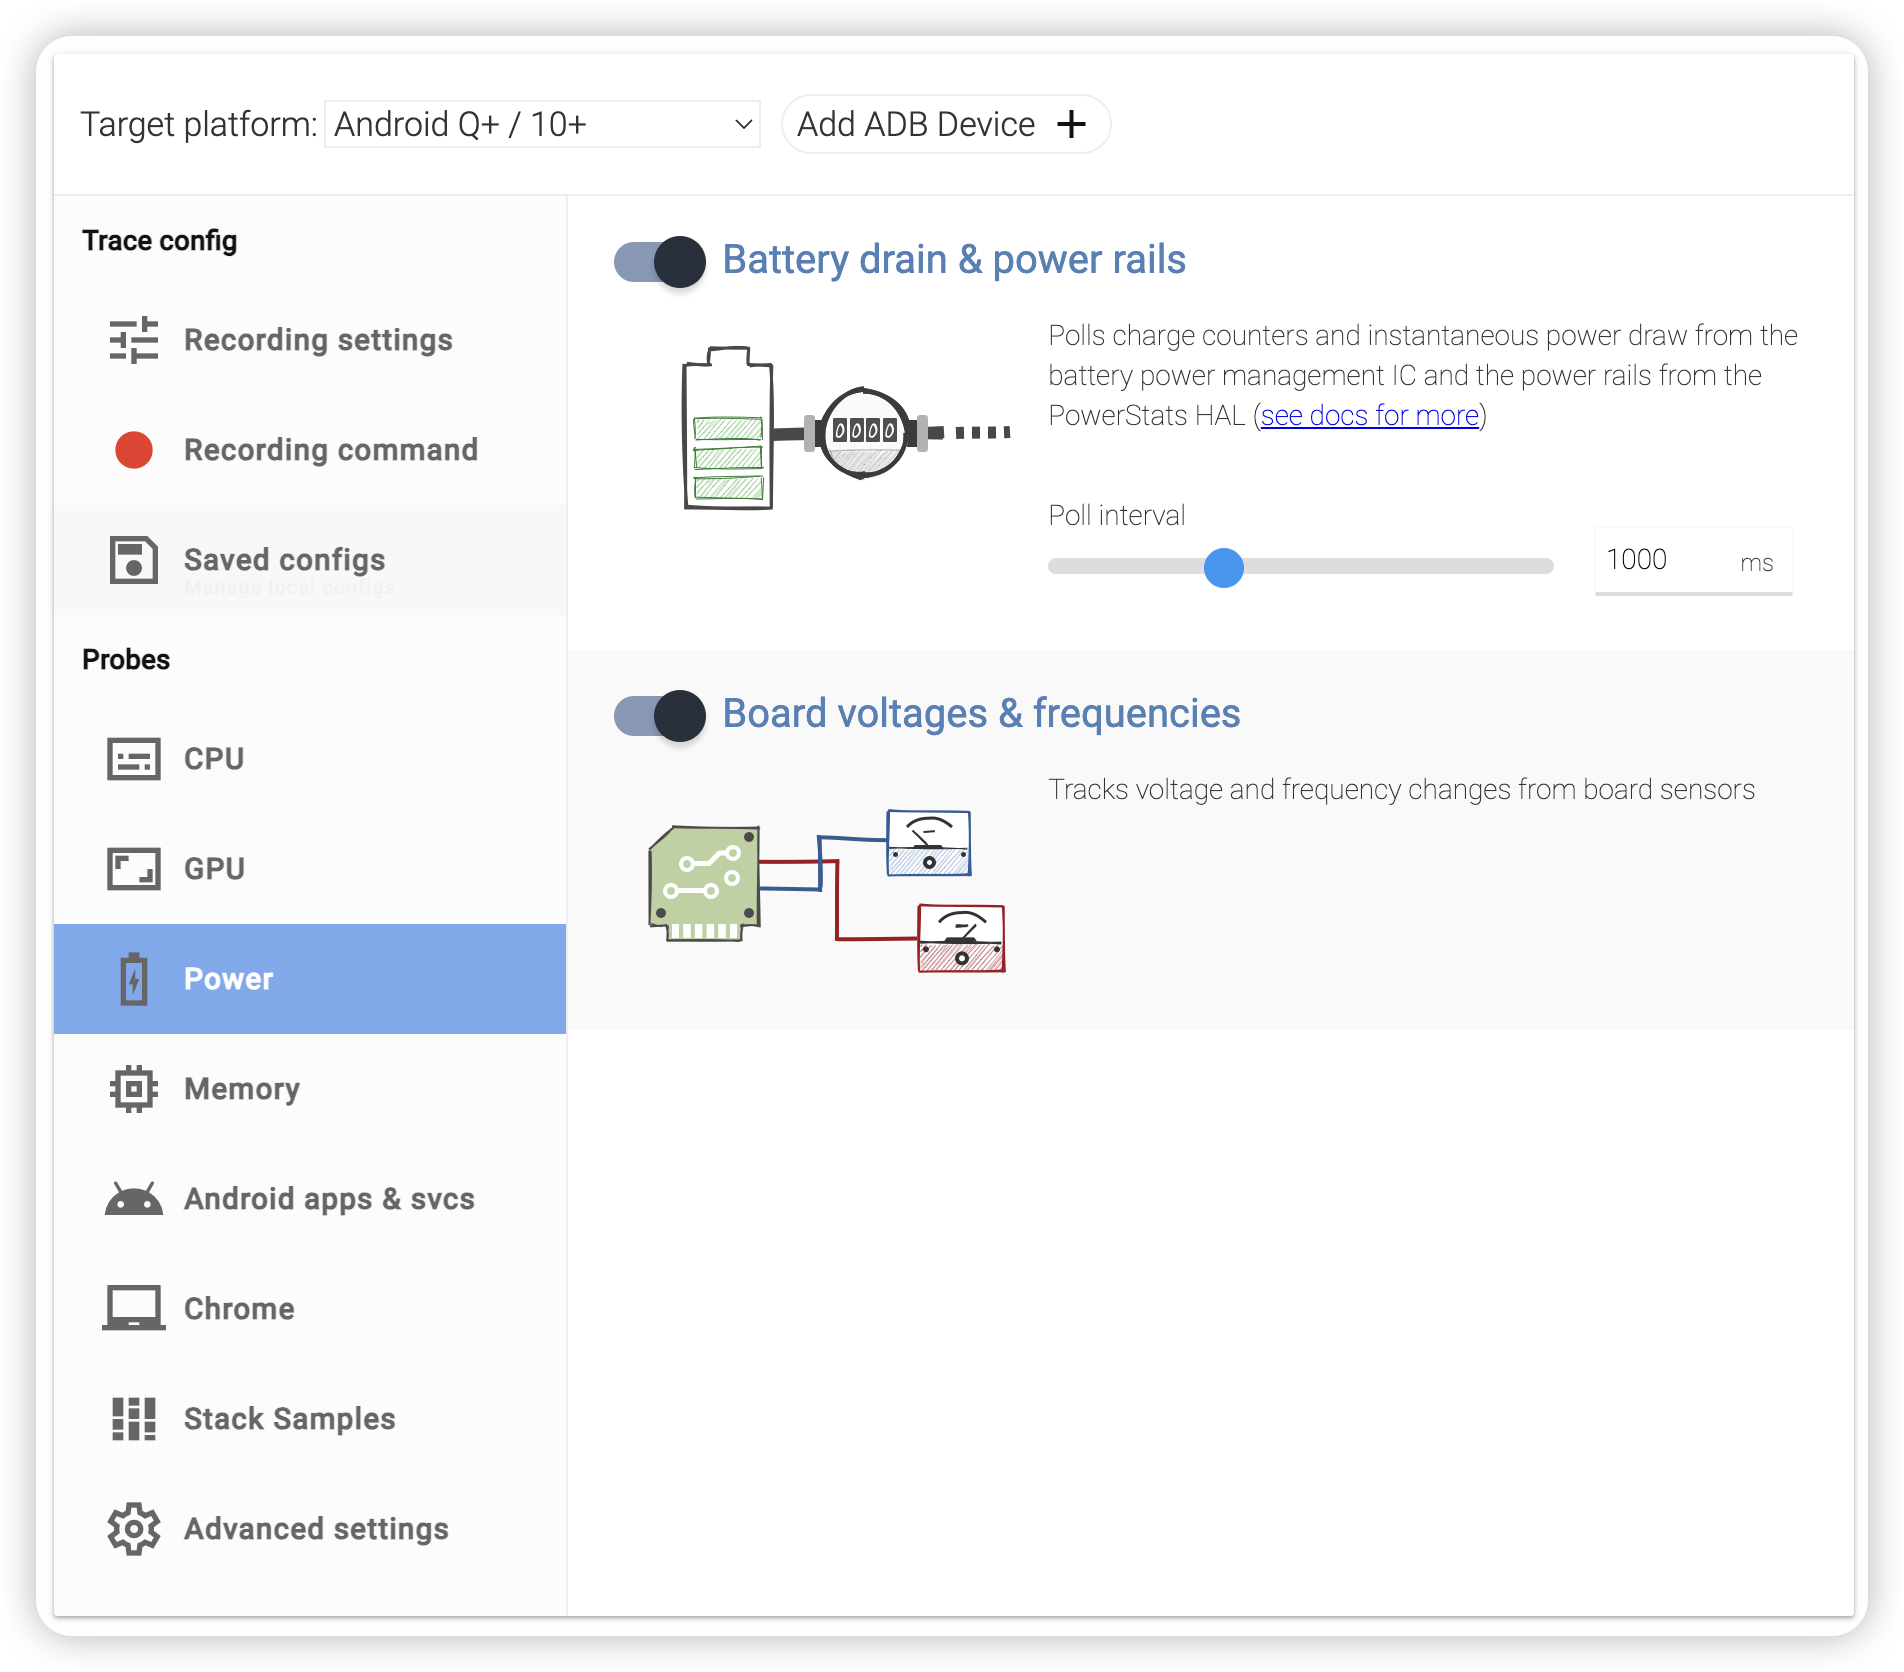 Target platform: Android Q+ / 10+ Add ADB Device +
Trace config
Recording settings
Recording command
Saved configs
Manage local configs
Probes
CPU
GPU
Power
Memory
Android apps & svcs
Chrome
Stack Samples
Advanced settings
Battery drain & power rails
Polls charge counters and instantaneous power draw from the
battery power management IC and the power rails from the
PowerStats HAL (see docs for more)
0000
Poll interval
1000 ms
Board voltages & frequencies
Tracks voltage and frequency changes from board sensors